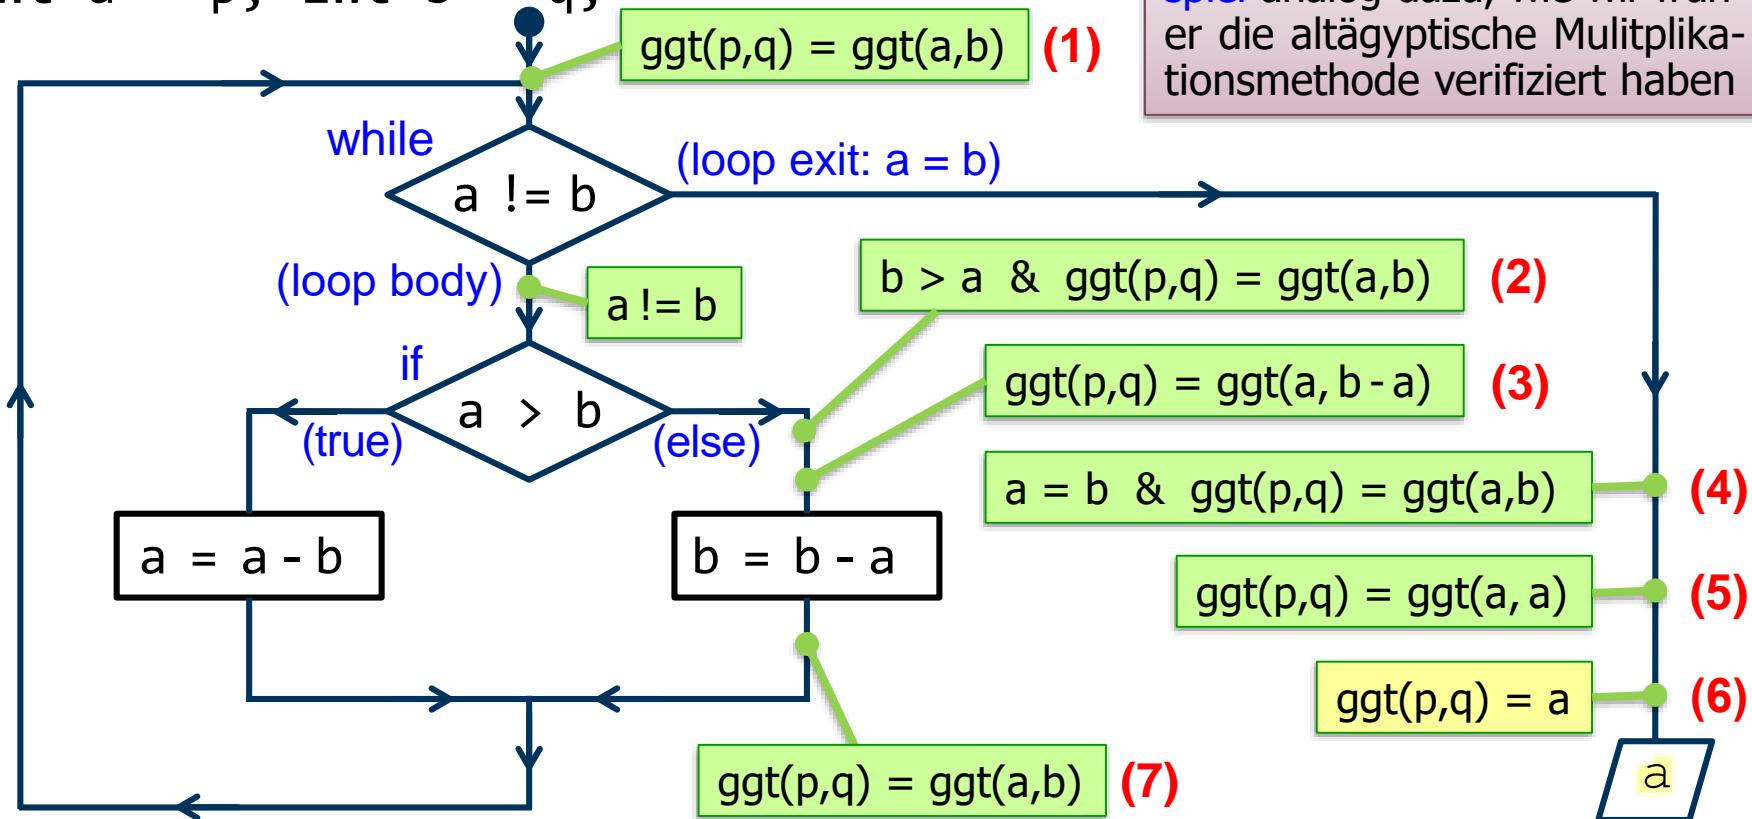 ggt(p,q) = ggt(a,b) (1)
er die altägyptische Mulitplika-
tionsmethode verifiziert haben
while
a != b
(loop exit: a = b)
(loop body)
a != b
b > a & ggt(p,q) = ggt(a,b) (2)
if
a > b
(true)
(else)
ggt(p,q) = ggt(a, b - a) (3)
a = b & ggt(p,q) = ggt(a,b) (4)
a = a - b
b = b - a
ggt(p,q) = ggt(a, a) (5)
ggt(p,q) = a (6)
ggt(p,q) = ggt(a,b) (7)
a